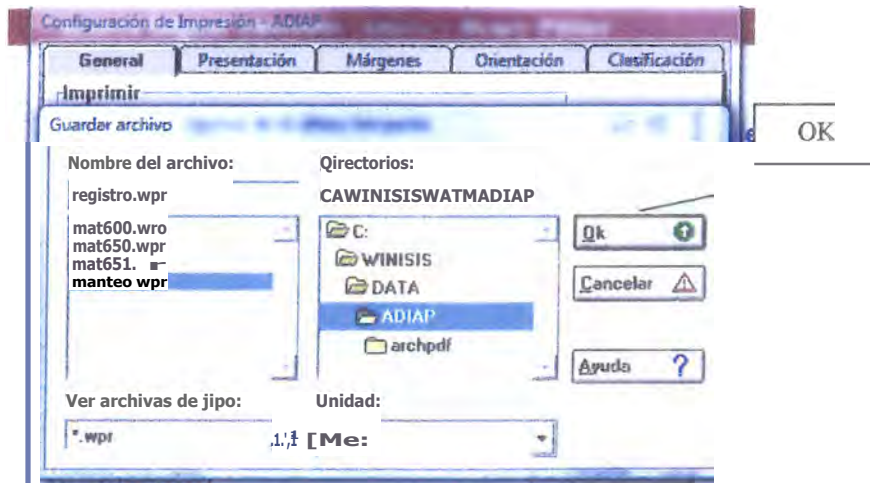 Configuración de Impresión - ADIAP
General Presentación Márgenes Orientación Clasificación
Imprimir
Guardar archivo
OK
Nombre del archivo: Qirectorios:
registro.wpr CAWINISISWATMADIAP
mat600.wro
mat650.wpr
mat651.
manteo wpr
C:
WINISIS
DATA
ADIAP
archpdf
Ok
Cancelar
Ayuda ?
Ver archivas de jipo: Unidad:
*.wpr [Me: